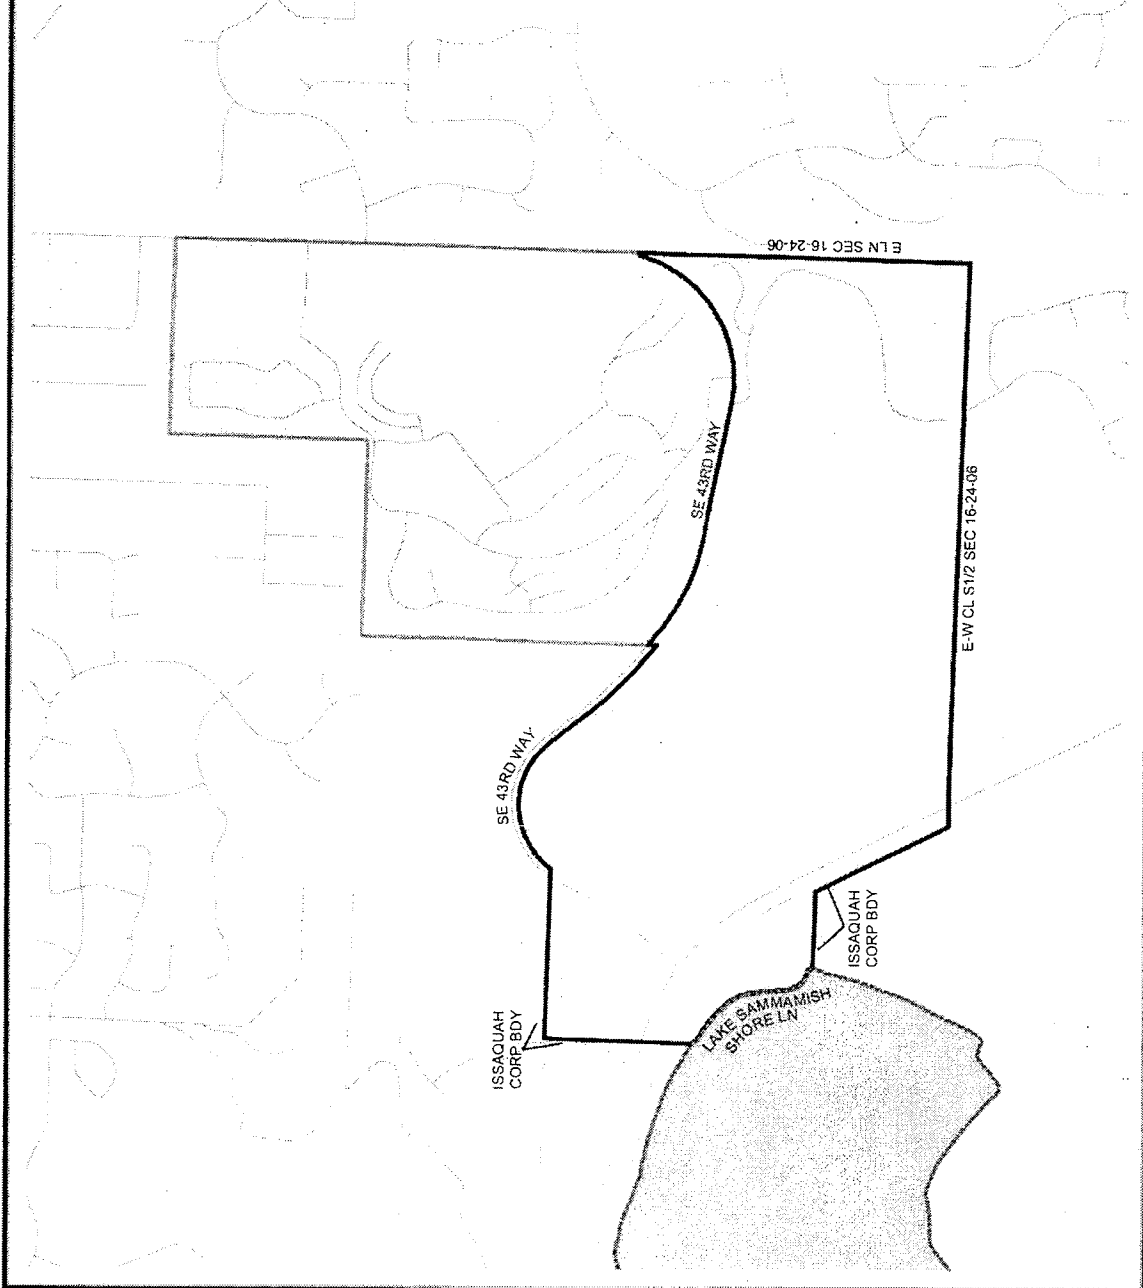 E LN SEC 16-24-06
SE 43RD WAY
E-W CL S1/2 SEC 16-24-06
SE 43RD WAY
ISSAQUAH
CORP BDY
LAKE SAMMAMISH
SHORE LN
ISSAQUAH
CORP BDY